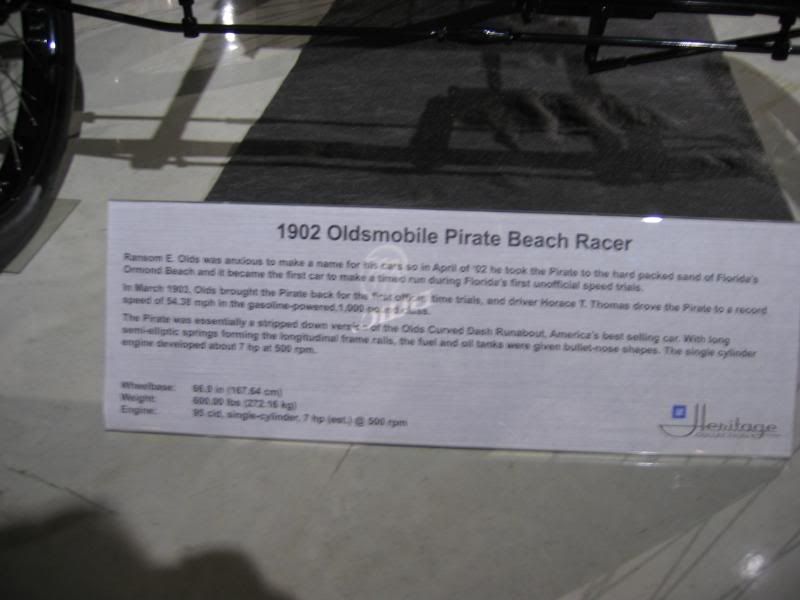 1902 Oldsmobile Pirate Beach Racer
Ransom E. Olds was anxious to make a name for his cars so in April of '02 he took the Pirate to the hard packed sand of Florida's
Ormond Beach and it became the first car to make a timed run during Florida's first unofficial speed trials.
In March 1903, Olds brought the Pirate back for the first official time trials, and driver Horace T. Thomas drove the Pirate to a record
speed of 54.38 mph in the gasoline-powered,1,000 pound class.
The Pirate was essentially a stripped down version of the Olds Curved Dash Runabout, America's best selling car. With long
semi-elliptic springs forming the longitudinal frame rails, the fuel and oil tanks were given bullet-nose shapes. The single cylinder
engine developed about 7 hp at 500 rpm.
Wheelbase: 66.0 in (167.64 cm)
Weight: 600.00 lbs (272.16 kg)
Engine: 95 cid, single-cylinder, 7 hp (est.) @ 500 rpm
Heritage